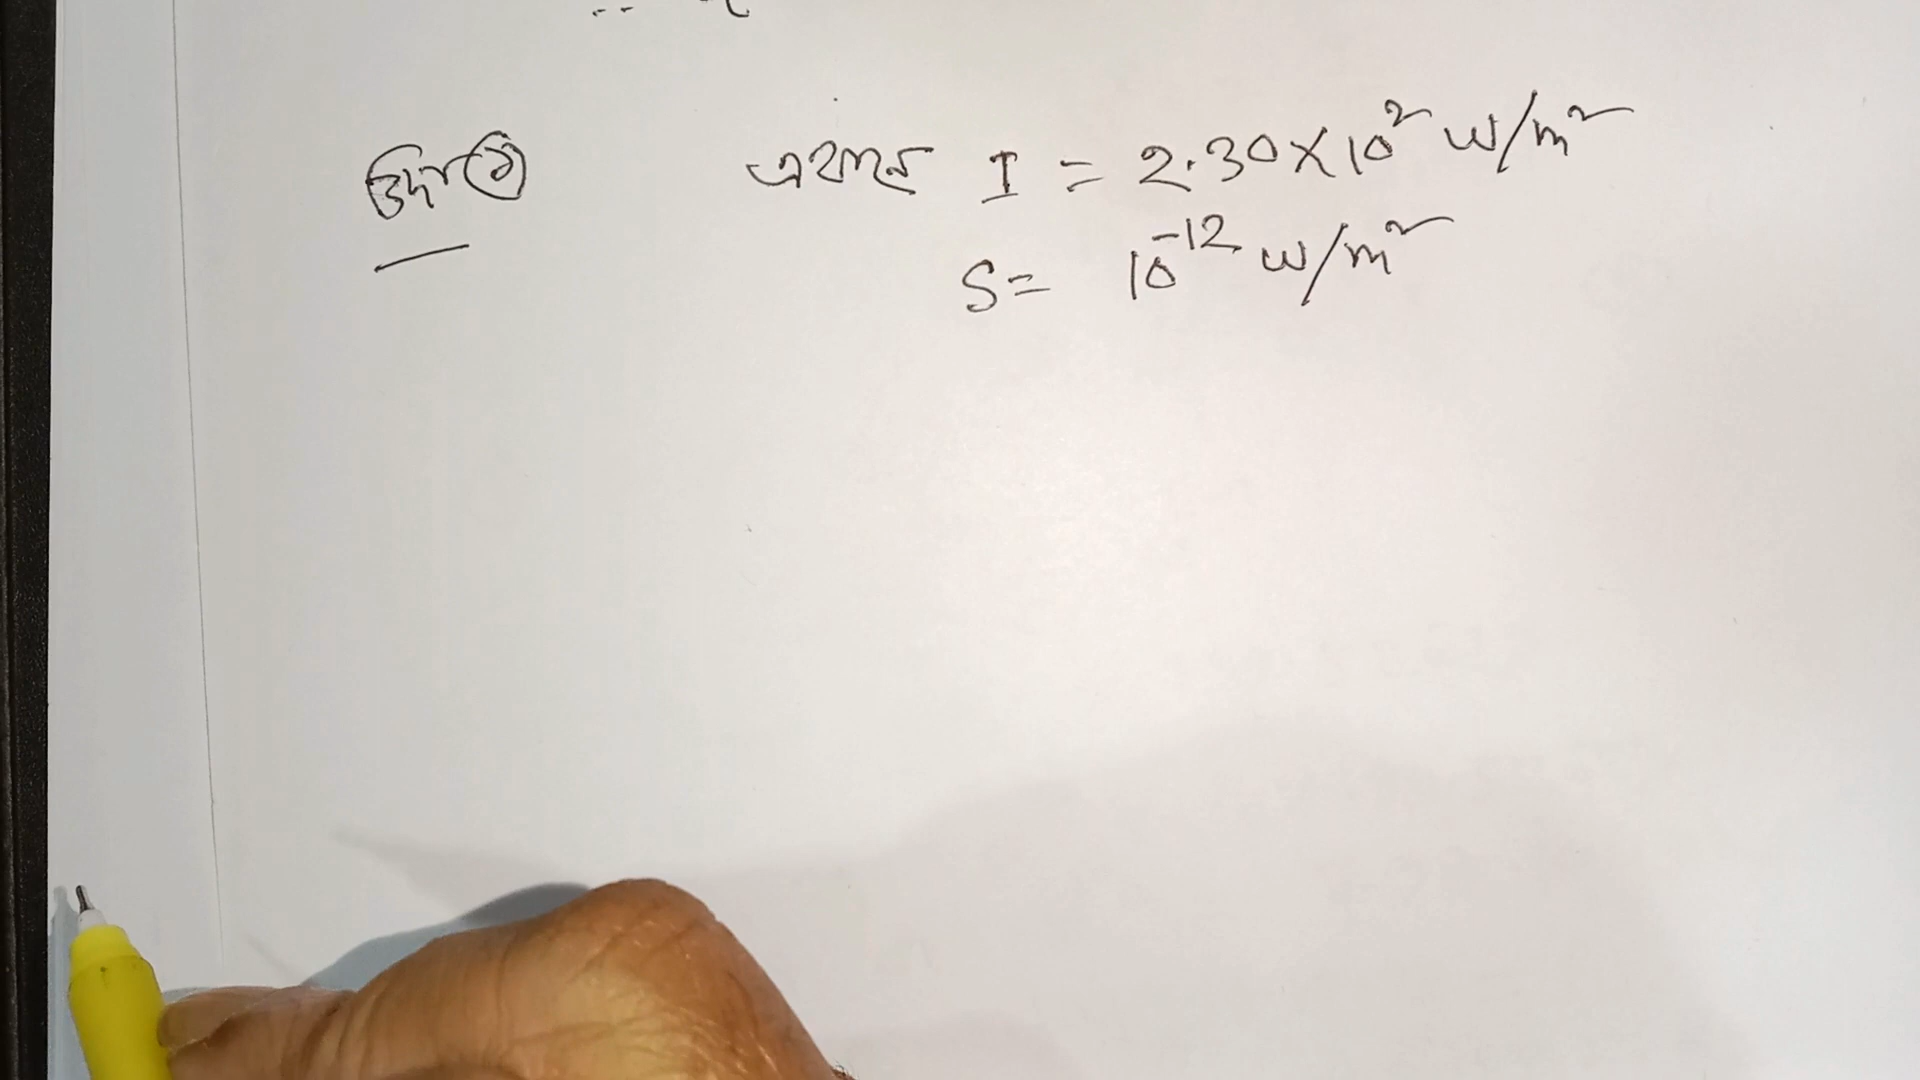 উদাঃ ৩ এখানে I = 2.30×10² W/m²
S = 10⁻¹² W/m²